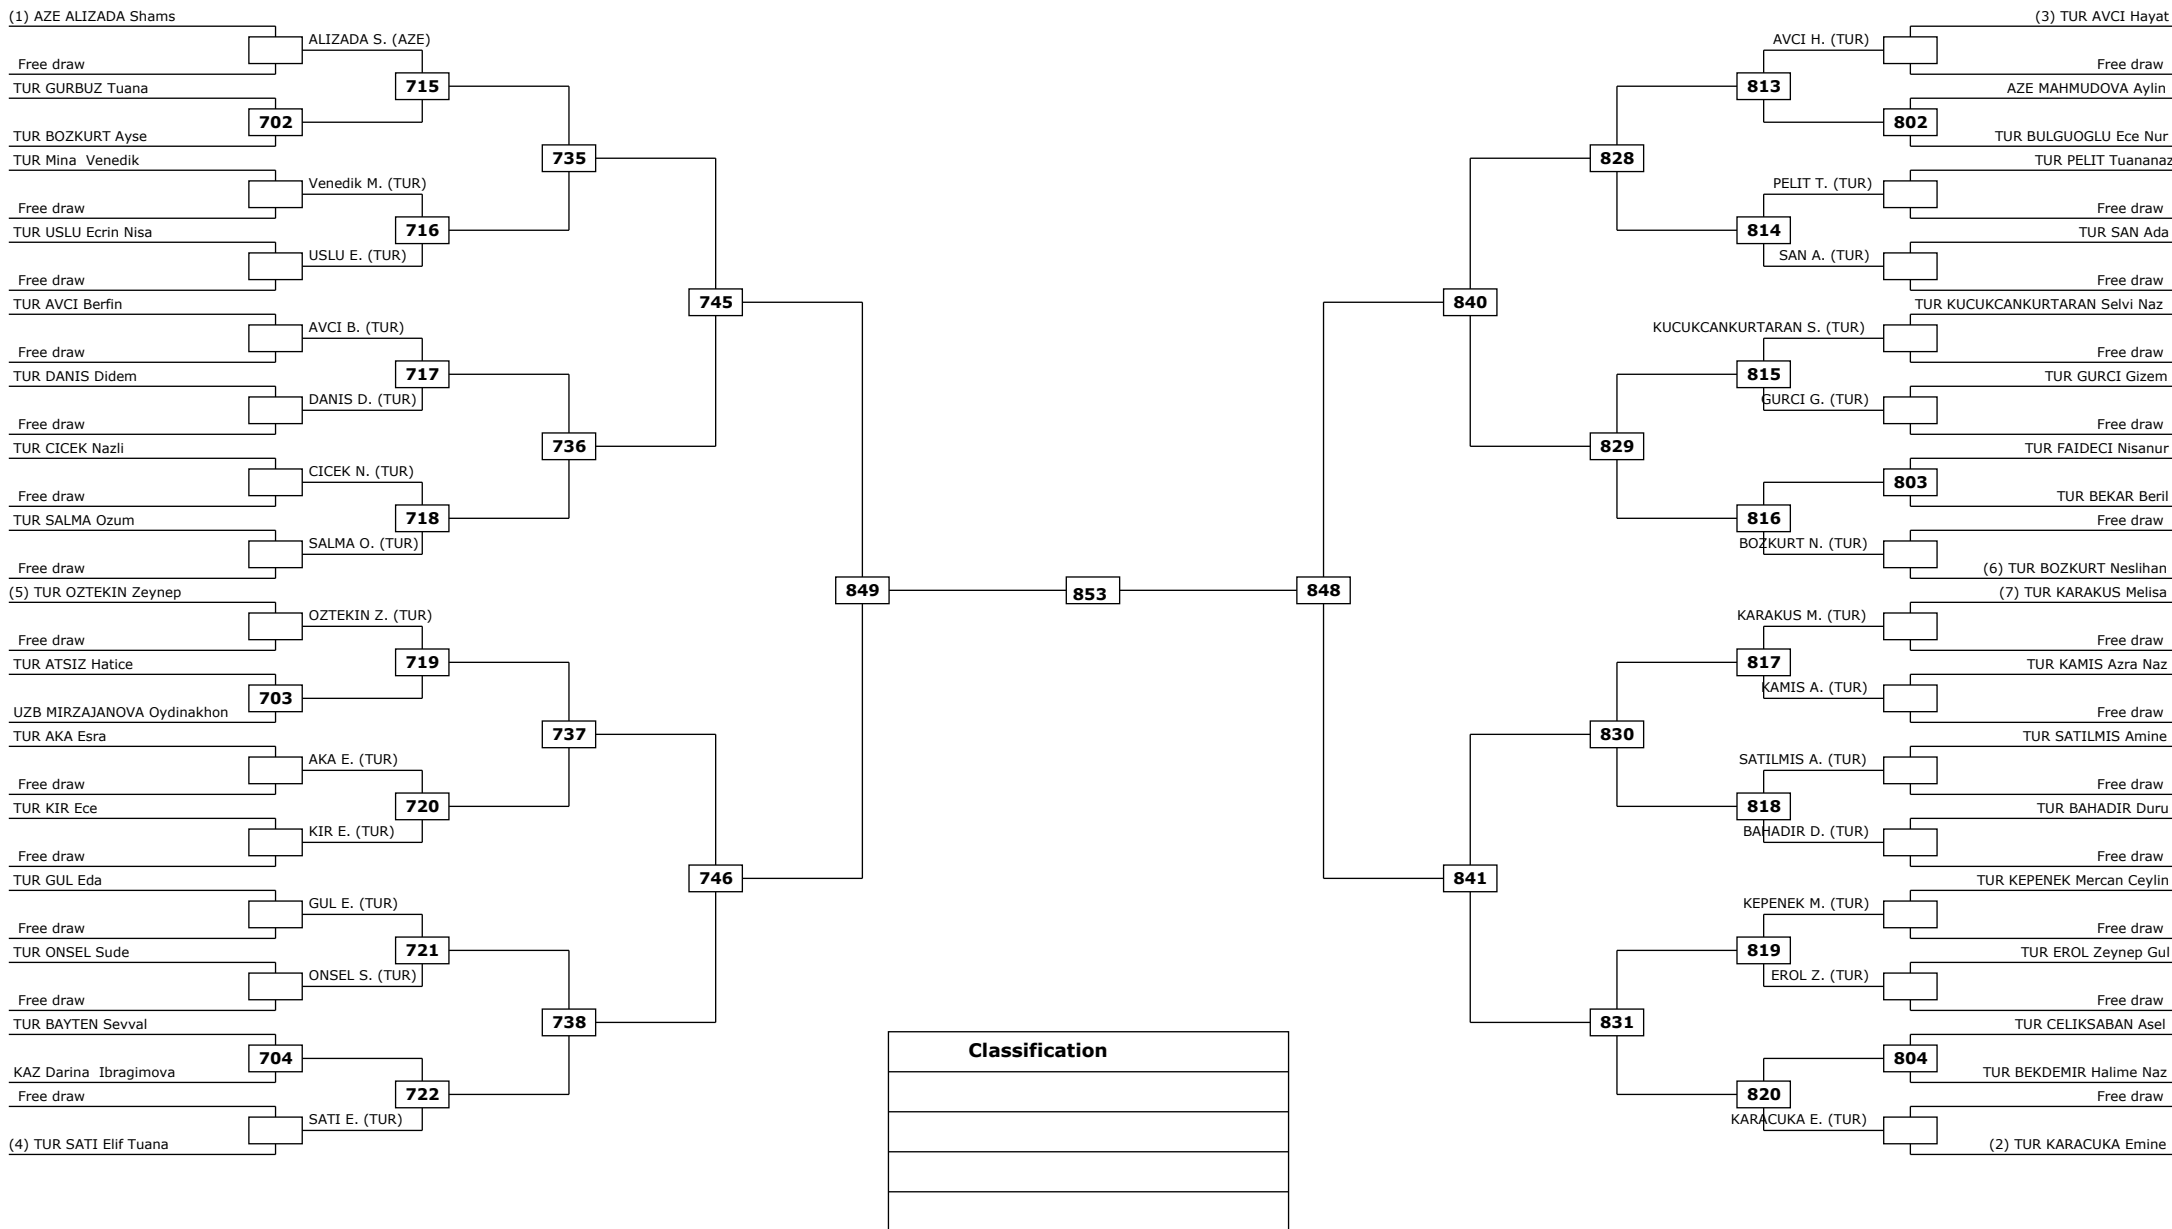 (1) AZE ALIZADA Shams
ALIZADA S. (AZE)
Free draw
715
TUR GURBUZ Tuana
702
TUR BOZKURT Ayse
735
TUR Mina  Venedik
Venedik M. (TUR)
Free draw
716
TUR USLU Ecrin Nisa
USLU E. (TUR)
Free draw
745
TUR AVCI Berfin
AVCI B. (TUR)
Free draw
717
TUR DANIS Didem
DANIS D. (TUR)
Free draw
736
TUR CICEK Nazli
CICEK N. (TUR)
Free draw
718
TUR SALMA Ozum
SALMA O. (TUR)
Free draw
849
(5) TUR OZTEKIN Zeynep
OZTEKIN Z. (TUR)
Free draw
719
TUR ATSIZ Hatice
703
UZB MIRZAJANOVA Oydinakhon
737
TUR AKA Esra
AKA E. (TUR)
Free draw
720
TUR KIR Ece
KIR E. (TUR)
Free draw
746
TUR GUL Eda
GUL E. (TUR)
Free draw
721
TUR ONSEL Sude
ONSEL S. (TUR)
Free draw
738
TUR BAYTEN Sevval
704
KAZ Darina  Ibragimova
722
Free draw
SATI E. (TUR)
(4) TUR SATI Elif Tuana
853
Classification
(3) TUR AVCI Hayat
AVCI H. (TUR)
Free draw
813
AZE MAHMUDOVA Aylin
802
TUR BULGUOGLU Ece Nur
828
TUR PELIT Tuananaz
PELIT T. (TUR)
Free draw
814
TUR SAN Ada
SAN A. (TUR)
Free draw
840
TUR KUCUKCANKURTARAN Selvi Naz
KUCUKCANKURTARAN S. (TUR)
Free draw
815
TUR GURCI Gizem
GURCI G. (TUR)
Free draw
829
TUR FAIDECI Nisanur
803
TUR BEKAR Beril
816
Free draw
BOZKURT N. (TUR)
(6) TUR BOZKURT Neslihan
848
(7) TUR KARAKUS Melisa
KARAKUS M. (TUR)
Free draw
817
TUR KAMIS Azra Naz
KAMIS A. (TUR)
Free draw
830
TUR SATILMIS Amine
SATILMIS A. (TUR)
Free draw
818
TUR BAHADIR Duru
BAHADIR D. (TUR)
Free draw
841
TUR KEPENEK Mercan Ceylin
KEPENEK M. (TUR)
Free draw
819
TUR EROL Zeynep Gul
EROL Z. (TUR)
Free draw
831
TUR CELIKSABAN Asel
804
TUR BEKDEMIR Halime Naz
820
Free draw
KARACUKA E. (TUR)
(2) TUR KARACUKA Emine